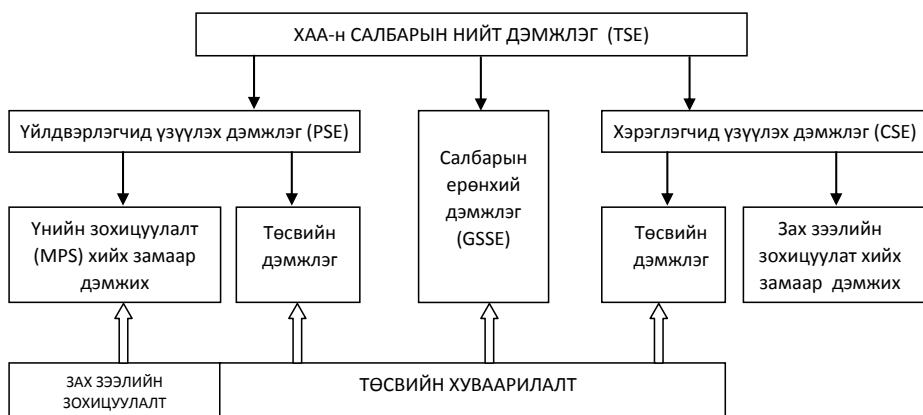 ХАА-н САЛБАРЫН НИЙТ ДЭМЖЛЭГ (TSE)
Үйлдвэрлэгчид үзүүлэх дэмжлэг (PSE)
Салбарын
ерөнхий
дэмжлэг
(GSSE)
Хэрэглэгчид үзүүлэх дэмжлэг (CSE)
Үнийн зохицуулалт
(MPS) хийх замаар
дэмжих
Төсвийн
дэмжлэг
Төсвийн
дэмжлэг
Зах зээлийн
зохицуулат хийх
замаар дэмжих
ЗАХ ЗЭЭЛИЙН
ЗОХИЦУУЛАЛТ
ТӨСВИЙН ХУВААРИЛАЛТ